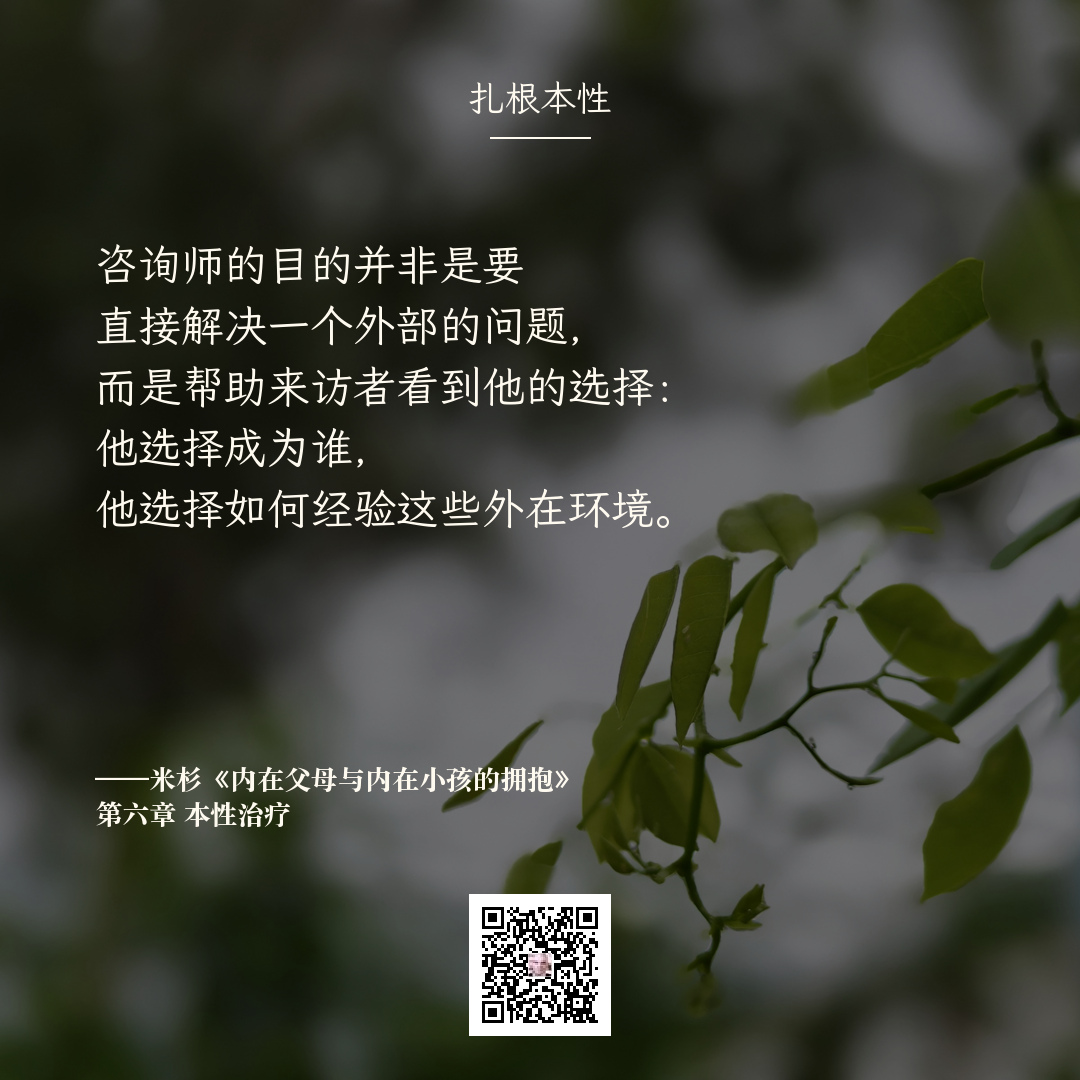 扎根本性
咨询师的目的并非是要
直接解决一个外部的问题，
而是帮助来访者看到他的选择：
他选择成为谁，
他选择如何经验这些外在环境。
——米杉《内在父母与内在小孩的拥抱》
第六章 本性治疗